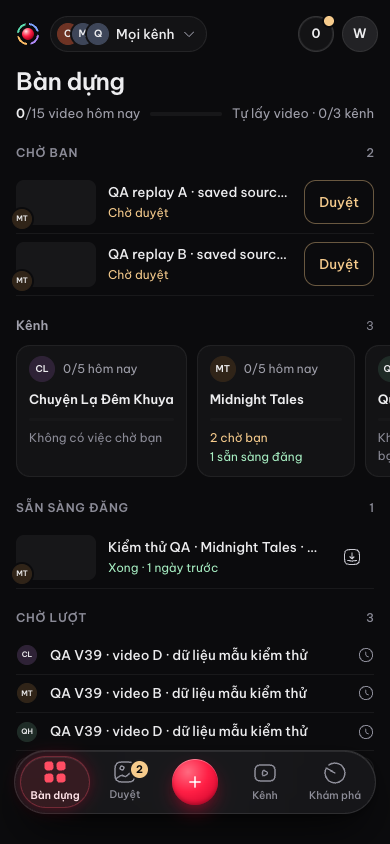 C M Q Mọi kênh 0 W
Bàn dựng
0/15 video hôm nay Tự lấy video · 0/3 kênh
CHỜ BẠN 2
QA replay A · saved sourc...
Chờ duyệt
MT
Duyệt
QA replay B · saved sourc...
Chờ duyệt
MT
Duyệt
Kênh 3
CL 0/5 hôm nay
Chuyện Lạ Đêm Khuya
Không có việc chờ bạn
MT 0/5 hôm nay
Midnight Tales
2 chờ bạn
1 sẵn sàng đăng
SẴN SÀNG ĐĂNG 1
Kiểm thử QA · Midnight Tales · ...
Xong · 1 ngày trước
MT
CHỜ LƯỢT 3
CL QA V39 · video D · dữ liệu mẫu kiểm thử
MT QA V39 · video B · dữ liệu mẫu kiểm thử
QH QA V39 · video D · dữ liệu mẫu kiểm thử
2
Bàn dựng Duyệt Kênh Khám phá